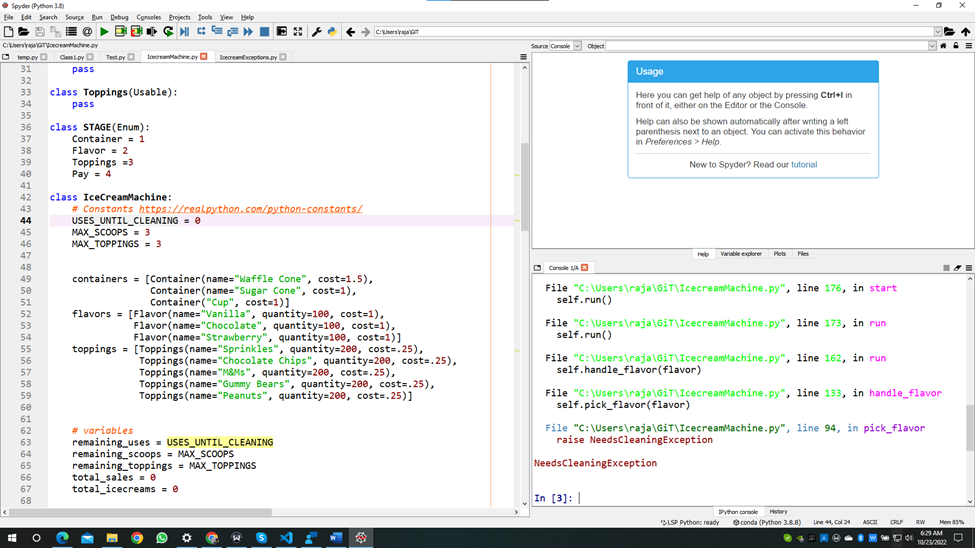 Spyder (Python 3.8)
File Edit Search Source Run Debug Consoles Projects Tools View Help
C:\Users\raja\GiT
C:\Users\raja\GiT\IcecreamMachine.py
temp.py Class1.py Test.py IcecreamMachine.py IcecreamExceptions.py
31 pass
32
33 class Toppings(Usable):
34 pass
35
36 class STAGE(Enum):
37 Container = 1
38 Flavor = 2
39 Toppings =3
40 Pay = 4
41
42 class IceCreamMachine:
43 # Constants https://realpython.com/python-constants/
44 USES_UNTIL_CLEANING = 0
45 MAX_SCOOPS = 3
46 MAX_TOPPINGS = 3
47
48
49 containers = [Container(name="Waffle Cone", cost=1.5),
50 Container(name="Sugar Cone", cost=1),
51 Container("Cup", cost=1)]
52 flavors = [Flavor(name="Vanilla", quantity=100, cost=1),
53 Flavor(name="Chocolate", quantity=100, cost=1),
54 Flavor(name="Strawberry", quantity=100, cost=1)]
55 toppings = [Toppings(name="Sprinkles", quantity=200, cost=.25),
56 Toppings(name="Chocolate Chips", quantity=200, cost=.25),
57 Toppings(name="M&Ms", quantity=200, cost=.25),
58 Toppings(name="Gummy Bears", quantity=200, cost=.25),
59 Toppings(name="Peanuts", quantity=200, cost=.25)]
60
61
62 # variables
63 remaining_uses = USES_UNTIL_CLEANING
64 remaining_scoops = MAX_SCOOPS
65 remaining_toppings = MAX_TOPPINGS
66 total_sales = 0
67 total_icecreams = 0
68
Source Console Object
Usage
Here you can get help of any object by pressing Ctrl+I in
front of it, either on the Editor or the Console.
Help can also be shown automatically after writing a left
parenthesis next to an object. You can activate this behavior
in Preferences > Help.
New to Spyder? Read our tutorial
Help Variable explorer Plots Files
Console 1/A
File "C:\Users\raja\GiT\IcecreamMachine.py", line 176, in start
self.run()
File "C:\Users\raja\GiT\IcecreamMachine.py", line 173, in run
self.run()
File "C:\Users\raja\GiT\IcecreamMachine.py", line 162, in run
self.handle_flavor(flavor)
File "C:\Users\raja\GiT\IcecreamMachine.py", line 133, in handle_flavor
self.pick_flavor(flavor)
File "C:\Users\raja\GiT\IcecreamMachine.py", line 94, in pick_flavor
raise NeedsCleaningException
NeedsCleaningException
In [3]:
IPython console History
LSP Python: ready conda (Python 3.8.8) Line 44, Col 24 ASCII CRLF RW Mem 85%
6:29 AM
10/23/2022